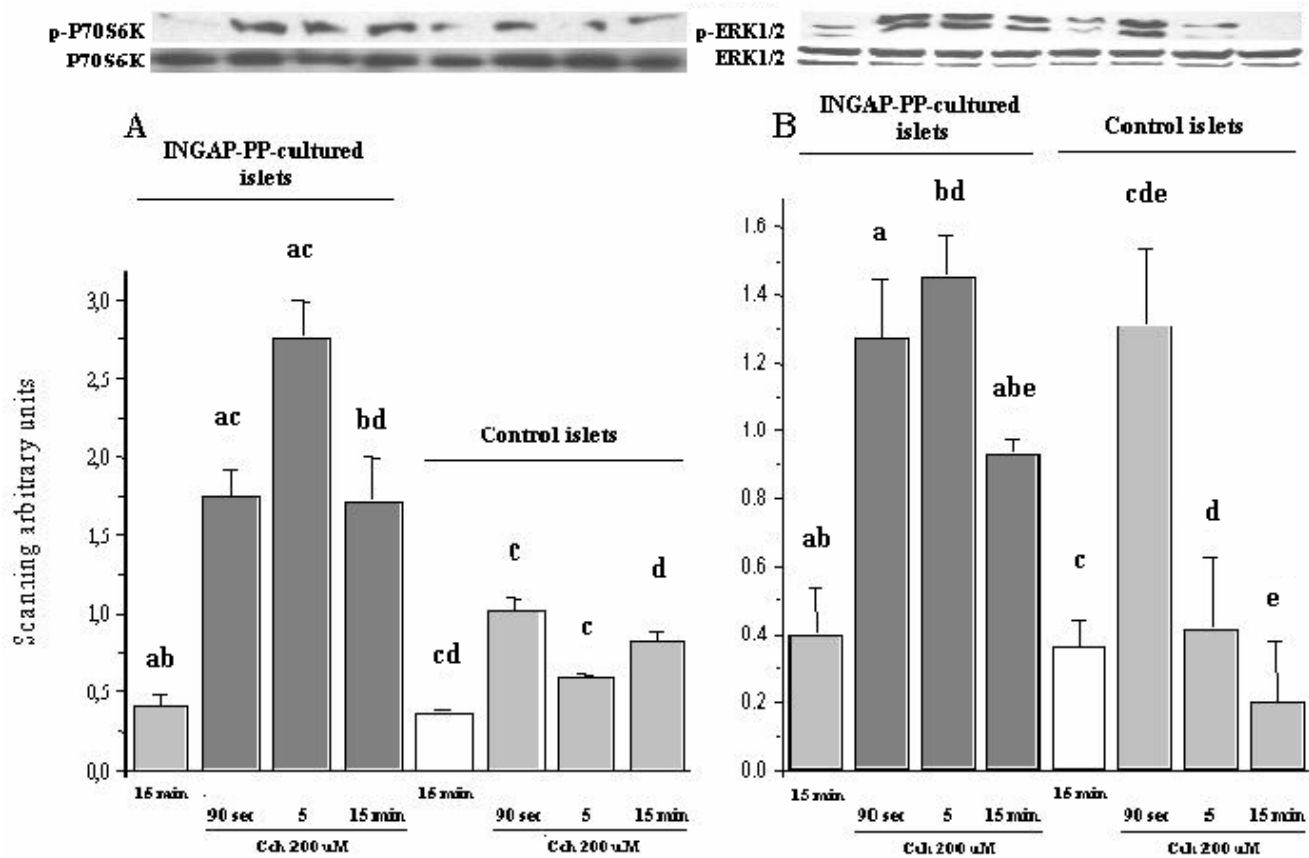 p-P70S6K
P70S6K
p-ERK1/2
ERK1/2
A
INGAP-PP-cultured
islets
Control islets
Scanning arbitrary units
3,0
2,5
2,0
1,5
1,0
0,5
0,0
ab
ac
ac
bd
cd
c
c
d
15 min
90 sec
5
15 min
15 min
90 sec
5
15 min
Cch 200 uM
Cch 200 uM
B
INGAP-PP-cultured
islets
Control islets
1.6
1.4
1.2
1.0
0.8
0.6
0.4
0.2
0.0
ab
a
bd
abe
c
cde
d
e
15 min
90 sec
5
15 min
15 min
90 sec
5
15 min
Cch 200 uM
Cch 200 uM